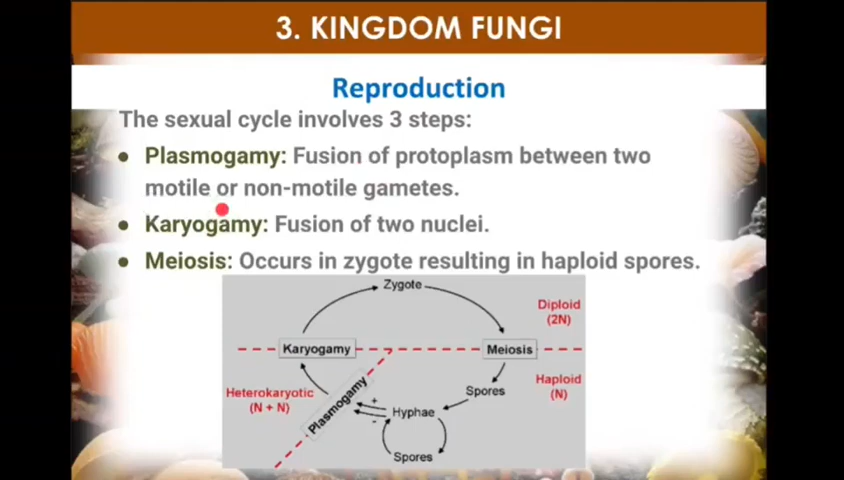 3. KINGDOM FUNGI
Reproduction
The sexual cycle involves 3 steps:
• Plasmogamy: Fusion of protoplasm between two
motile or non-motile gametes.
• Karyogamy: Fusion of two nuclei.
• Meiosis: Occurs in zygote resulting in haploid spores.
Zygote
Diploid
(2N)
Karyogamy
Meiosis
Haploid
(N)
Heterokaryotic
(N + N)
Plasmogamy
+
-
Hyphae
Spores
Spores